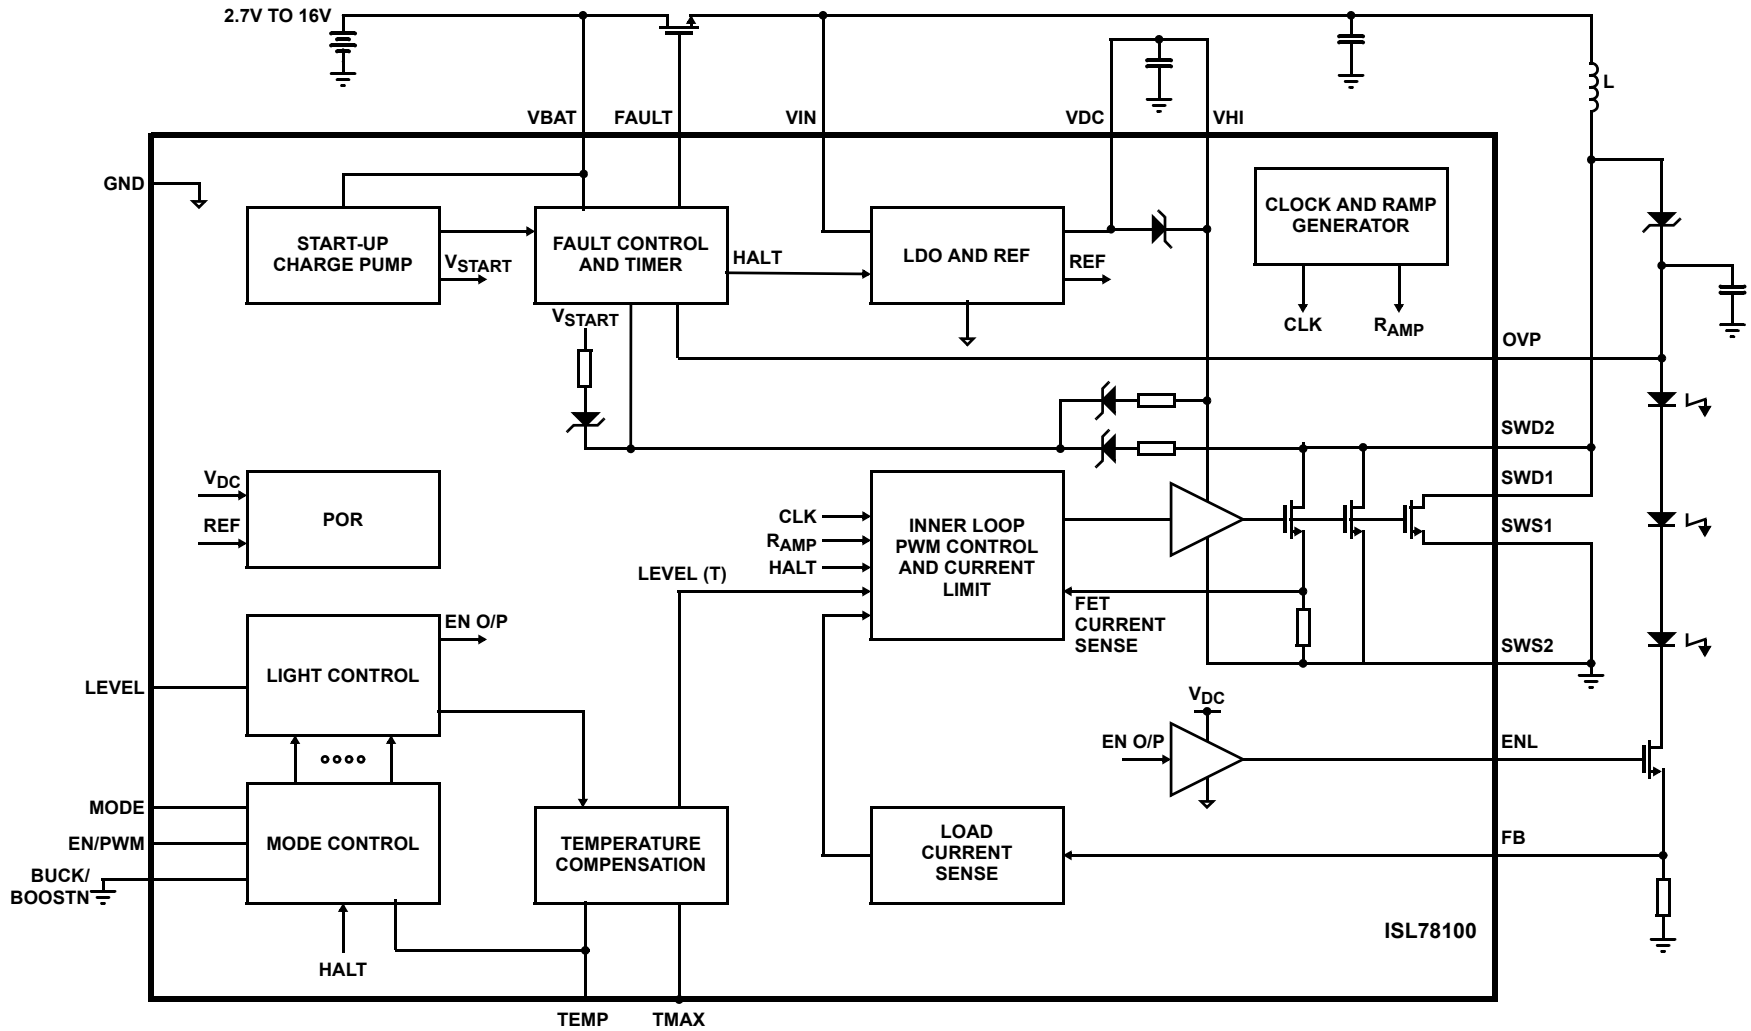 2.7V TO 16V
L
VBAT
FAULT
VIN
VDC
VHI
GND
START-UP
CHARGE PUMP
VSTART
FAULT CONTROL
AND TIMER
HALT
LDO AND REF
REF
CLOCK AND RAMP
GENERATOR
CLK
RAMP
VSTART
OVP
SWD2
SWD1
SWS1
SWS2
VDC
REF
POR
CLK
RAMP
HALT
LEVEL (T)
INNER LOOP
PWM CONTROL
AND CURRENT
LIMIT
FET
CURRENT
SENSE
EN O/P
LIGHT CONTROL
LEVEL
VDC
EN O/P
ENL
MODE
EN/PWM
BUCK/
BOOSTN
MODE CONTROL
TEMPERATURE
COMPENSATION
LOAD
CURRENT
SENSE
FB
HALT
ISL78100
TEMP
TMAX